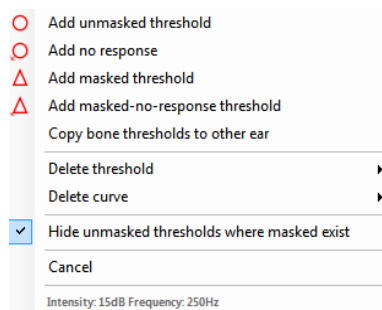 Add unmasked threshold
Add no response
Add masked threshold
Add masked-no-response threshold
Copy bone thresholds to other ear
Delete threshold
Delete curve
Hide unmasked thresholds where masked exist
Cancel
Intensity: 15dB Frequency: 250Hz